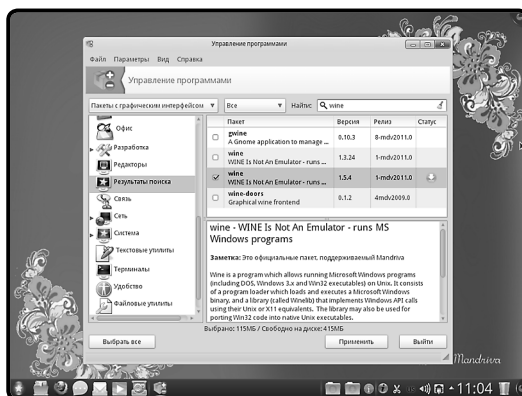 Управление программами
Файл Параметры Вид Справка
Управление программами
Пакеты с графическим интерфейсом Все Найти: wine
Пакет Версия Релиз Статус
Офис
Разработка
Редакторы
Результаты поиска
Связь
Сеть
Система
Текстовые утилиты
Терминалы
Удобство
Файловые утилиты
gwine
A Gnome application to manage ... 0.10.3 8-mdv2011.0
wine
WINE Is Not An Emulator - runs ... 1.3.24 1-mdv2011.0
wine
WINE Is Not An Emulator - runs ... 1.5.4 1-mdv2011.0
wine-doors
Graphical wine frontend 0.1.2 4mdv2009.0
wine - WINE Is Not An Emulator - runs MS
Windows programs
Заметка: Это официальные пакет, поддерживаемый Mandriva
Wine is a program which allows running Microsoft Windows programs
(including DOS, Windows 3.x and Win32 executables) on Unix. It consists
of a program loader which loads and executes a Microsoft Windows
binary, and a library (called Winelib) that implements Windows API calls
using their Unix or X11 equivalents. The library may also be used for
porting Win32 code into native Unix executables.
Выбрано: 115МБ / Свободно на диске: 415МБ
Выбрать все Применить Выйти
Mandriva
11:04